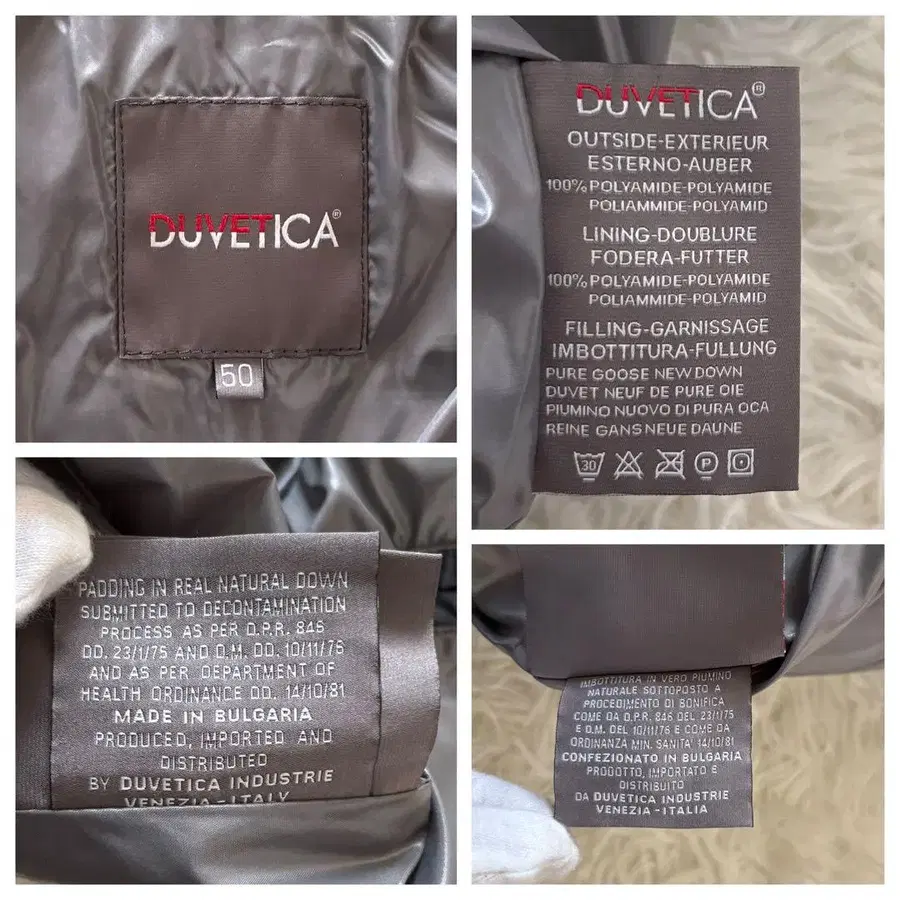 DUVETICA®
50
DUVETICA®
OUTSIDE-EXTERIEUR
ESTERNO-AUBER
100% POLYAMIDE-POLYAMIDE
POLIAMMIDE-POLYAMID
LINING-DOUBLURE
FODERA-FUTTER
100% POLYAMIDE-POLYAMIDE
POLIAMMIDE-POLYAMID
FILLING-GARNISSAGE
IMBOTTITURA-FULLUNG
PURE GOOSE NEW DOWN
DUVET NEUF DE PURE OIE
PIUMINO NUOVO DI PURA OCA
REINE GANS NEUE DAUNE
30
P
PADDING IN REAL NATURAL DOWN
SUBMITTED TO DECONTAMINATION
PROCESS AS PER D.P.R. 846
DD. 23/1/75 AND D.M. DD. 10/11/76
AND AS PER DEPARTMENT OF
HEALTH ORDINANCE DD. 14/10/81
MADE IN BULGARIA
PRODUCED, IMPORTED AND
DISTRIBUTED
BY DUVETICA INDUSTRIE
VENEZIA-ITALY
IMBOTTITURA IN VERO PIUMINO
NATURALE SOTTOPOSTO A
PROCEDIMENTO DI BONIFICA
COME DA D.P.R. 846 DEL 23/1/75
E D.M. DEL 10/11/76 E COME DA
ORDINANZA MIN. SANITA' 14/10/81
CONFEZIONATO IN BULGARIA
PRODOTTO, IMPORTATO E
DISTRIBUITO
DA DUVETICA INDUSTRIE
VENEZIA-ITALIA